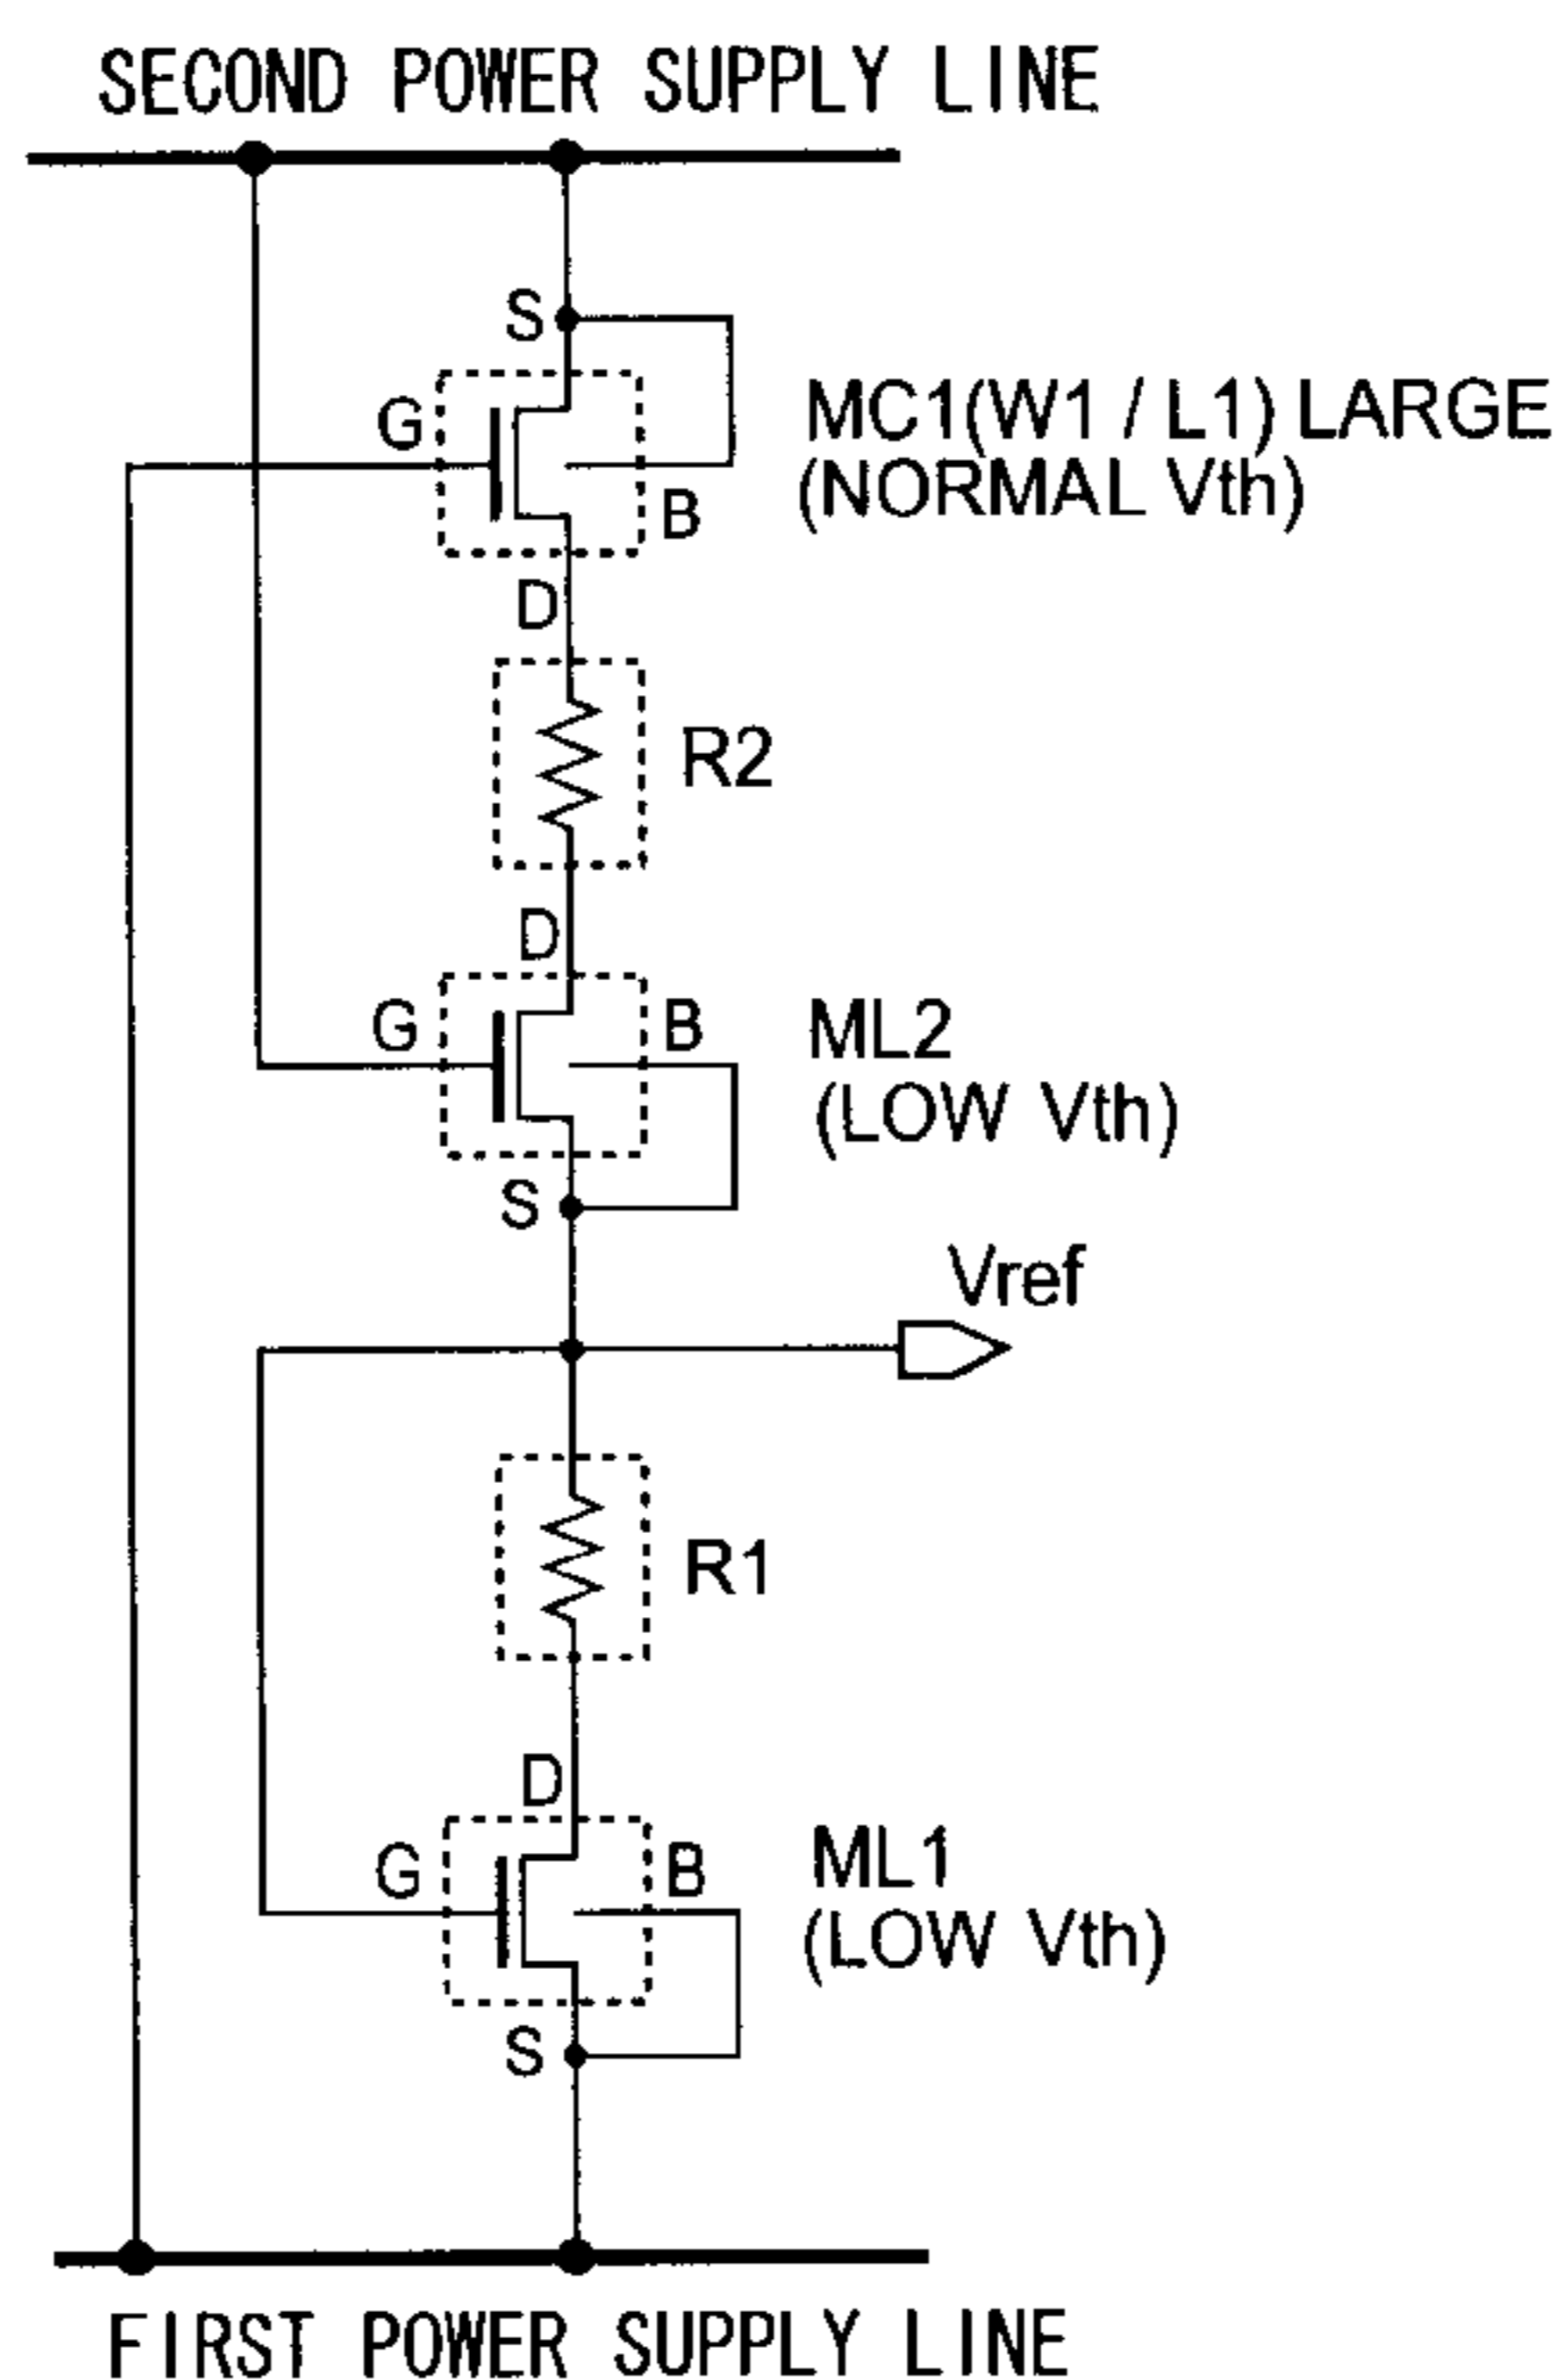 SECOND POWER SUPPLY LINE
S
G
MC1(W1 / L1) LARGE
(NORMAL Vth)
B
D
R2
D
G
B
ML2
(LOW Vth)
S
Vref
R1
D
G
B
ML1
(LOW Vth)
S
FIRST POWER SUPPLY LINE